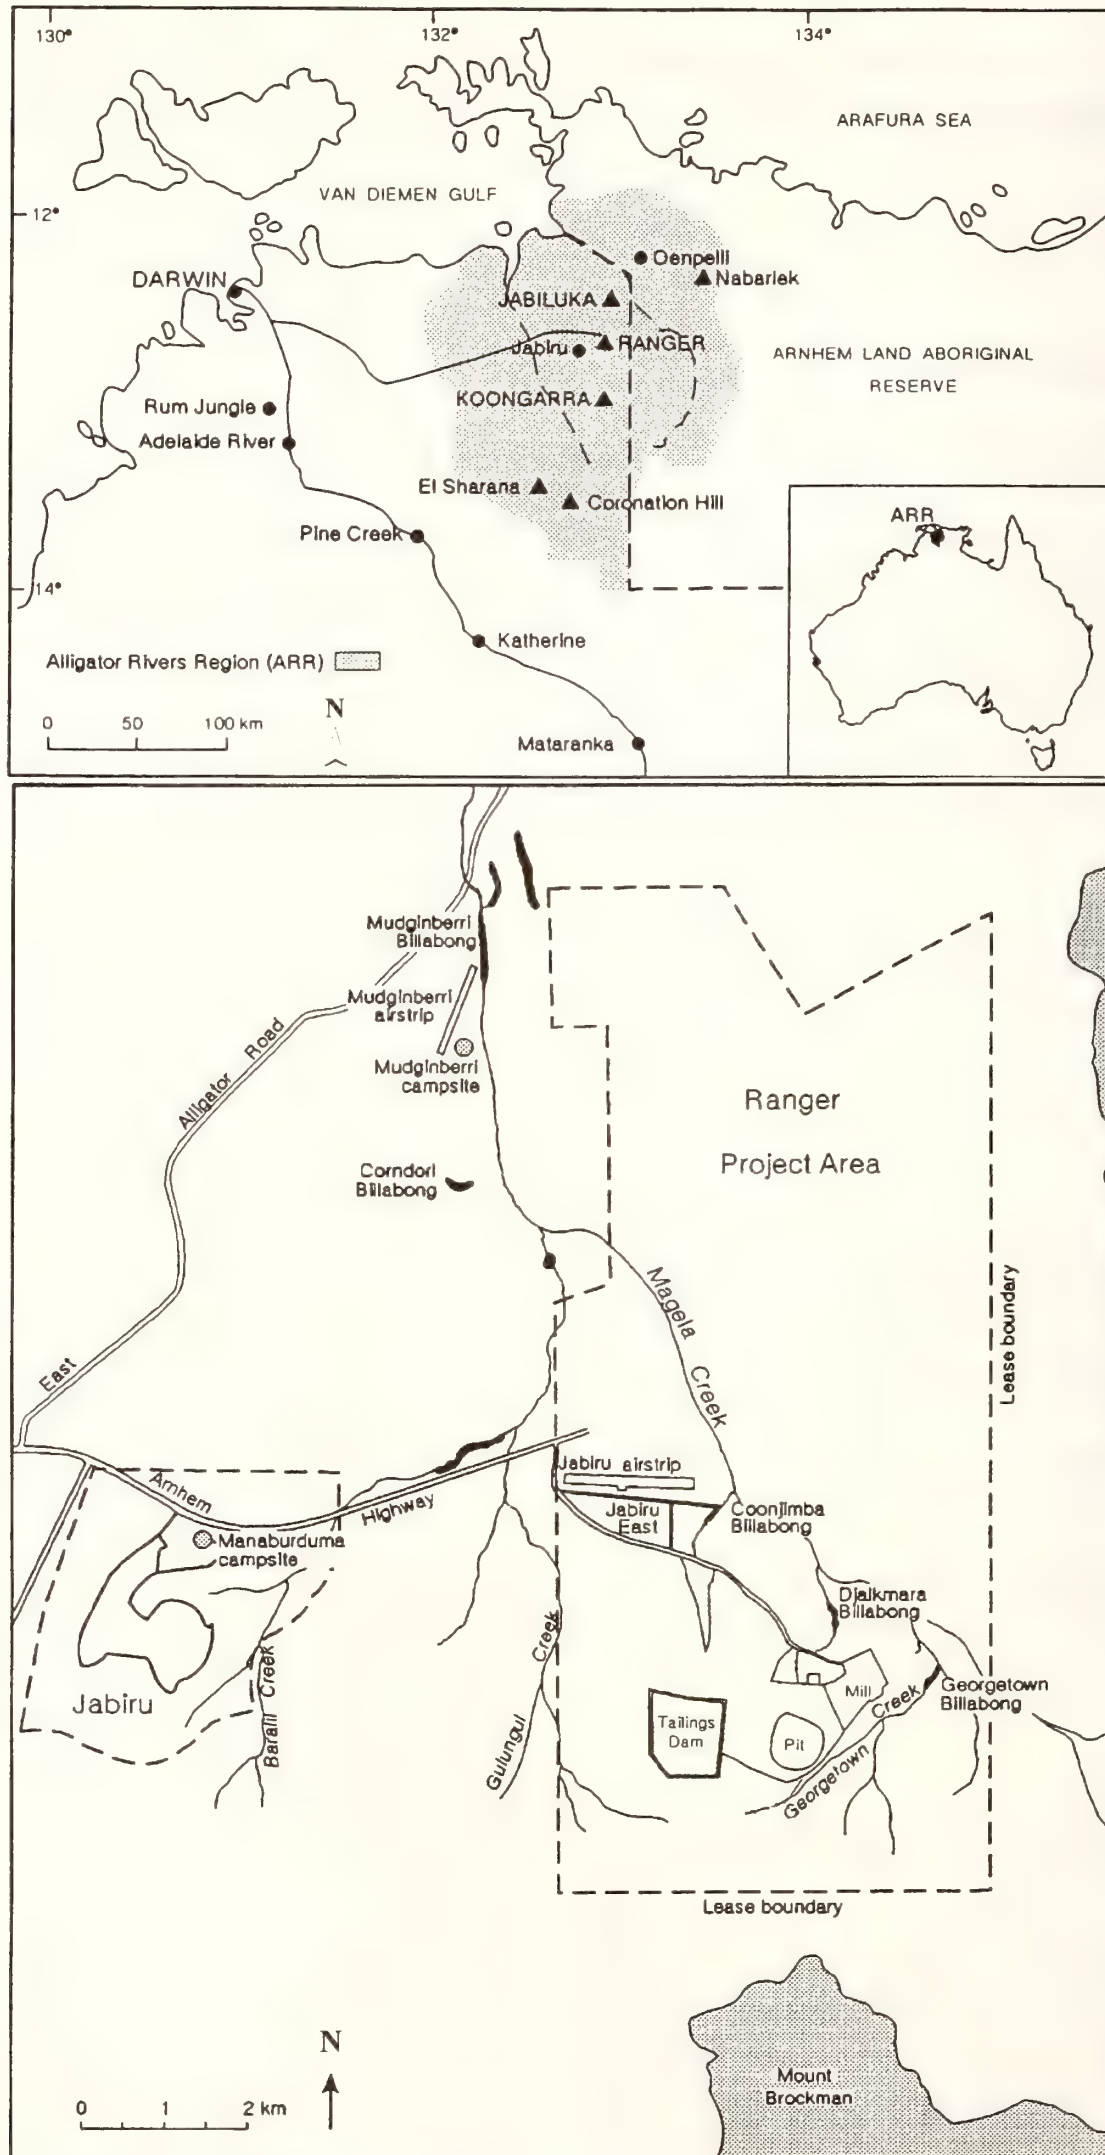 130°
132°
134°
ARAFURA SEA
VAN DIEMEN GULF
12°
Oenpelli
DARWIN
Nabarlek
JABILUKA
Jabiru
RANGER
ARNHEM LAND ABORIGINAL
RESERVE
KOONGARRA
Rum Jungle
Adelaide River
El Sharana
Coronation Hill
ARR
Pine Creek
14°
Katherine
Alligator Rivers Region (ARR)
N
0 50 100 km
Mataranka
Mudginberri
Billabong
Mudginberri
airstrip
Mudginberri
campsite
East Alligator Road
Ranger
Project Area
Corndorl
Billabong
Magela Creek
Lease boundary
Arnhem Highway
Jabiru airstrip
Jabiru
East
Coonjimba
Billabong
Manaburduma
campsite
Djalkmara
Billabong
Jabiru
Baralil Creek
Gulungul Creek
Mill
Georgetown
Billabong
Tailings
Dam
Pit
Georgetown Creek
Lease boundary
N
0 1 2 km
Mount
Brockman